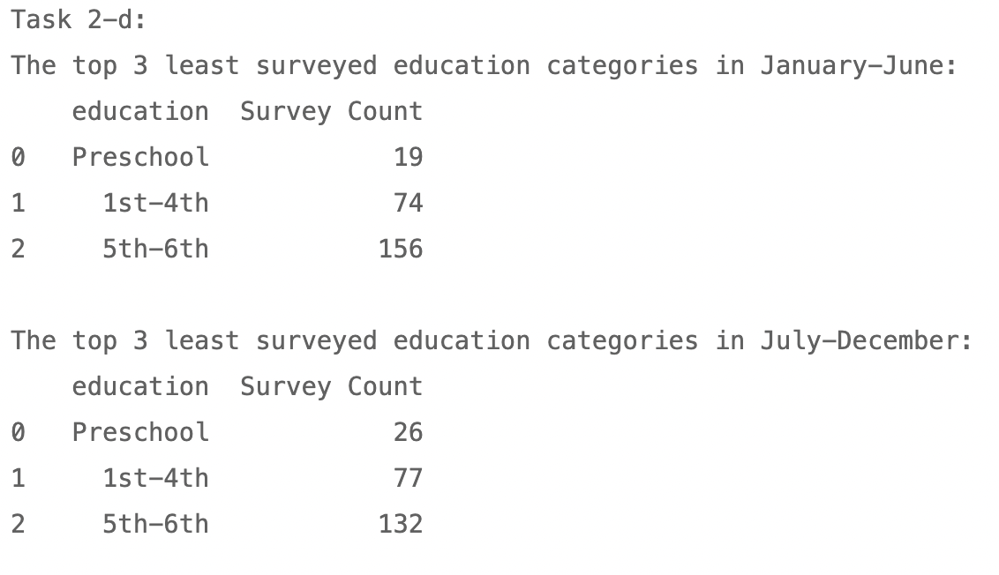 Task 2-d:
The top 3 least surveyed education categories in January-June:
    education  Survey Count
0   Preschool            19
1     1st-4th            74
2     5th-6th           156

The top 3 least surveyed education categories in July-December:
    education  Survey Count
0   Preschool            26
1     1st-4th            77
2     5th-6th           132